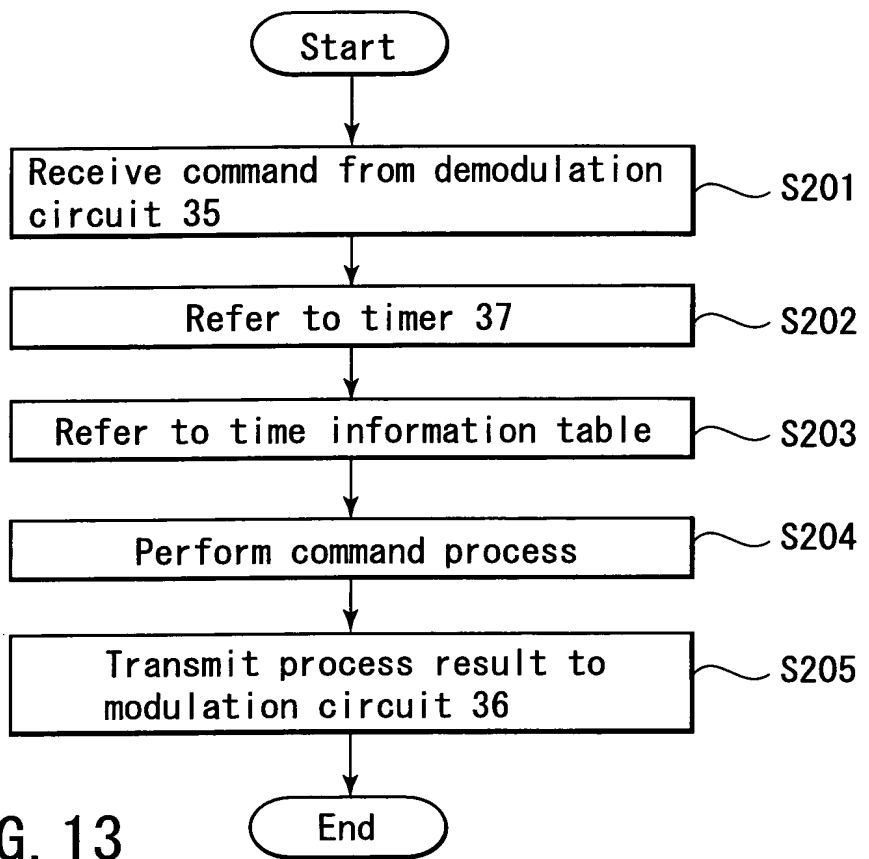 Start
Receive command from demodulation
circuit 35
S201
Refer to timer 37
S202
Refer to time information table
S203
Perform command process
S204
Transmit process result to
modulation circuit 36
S205
End
G. 13